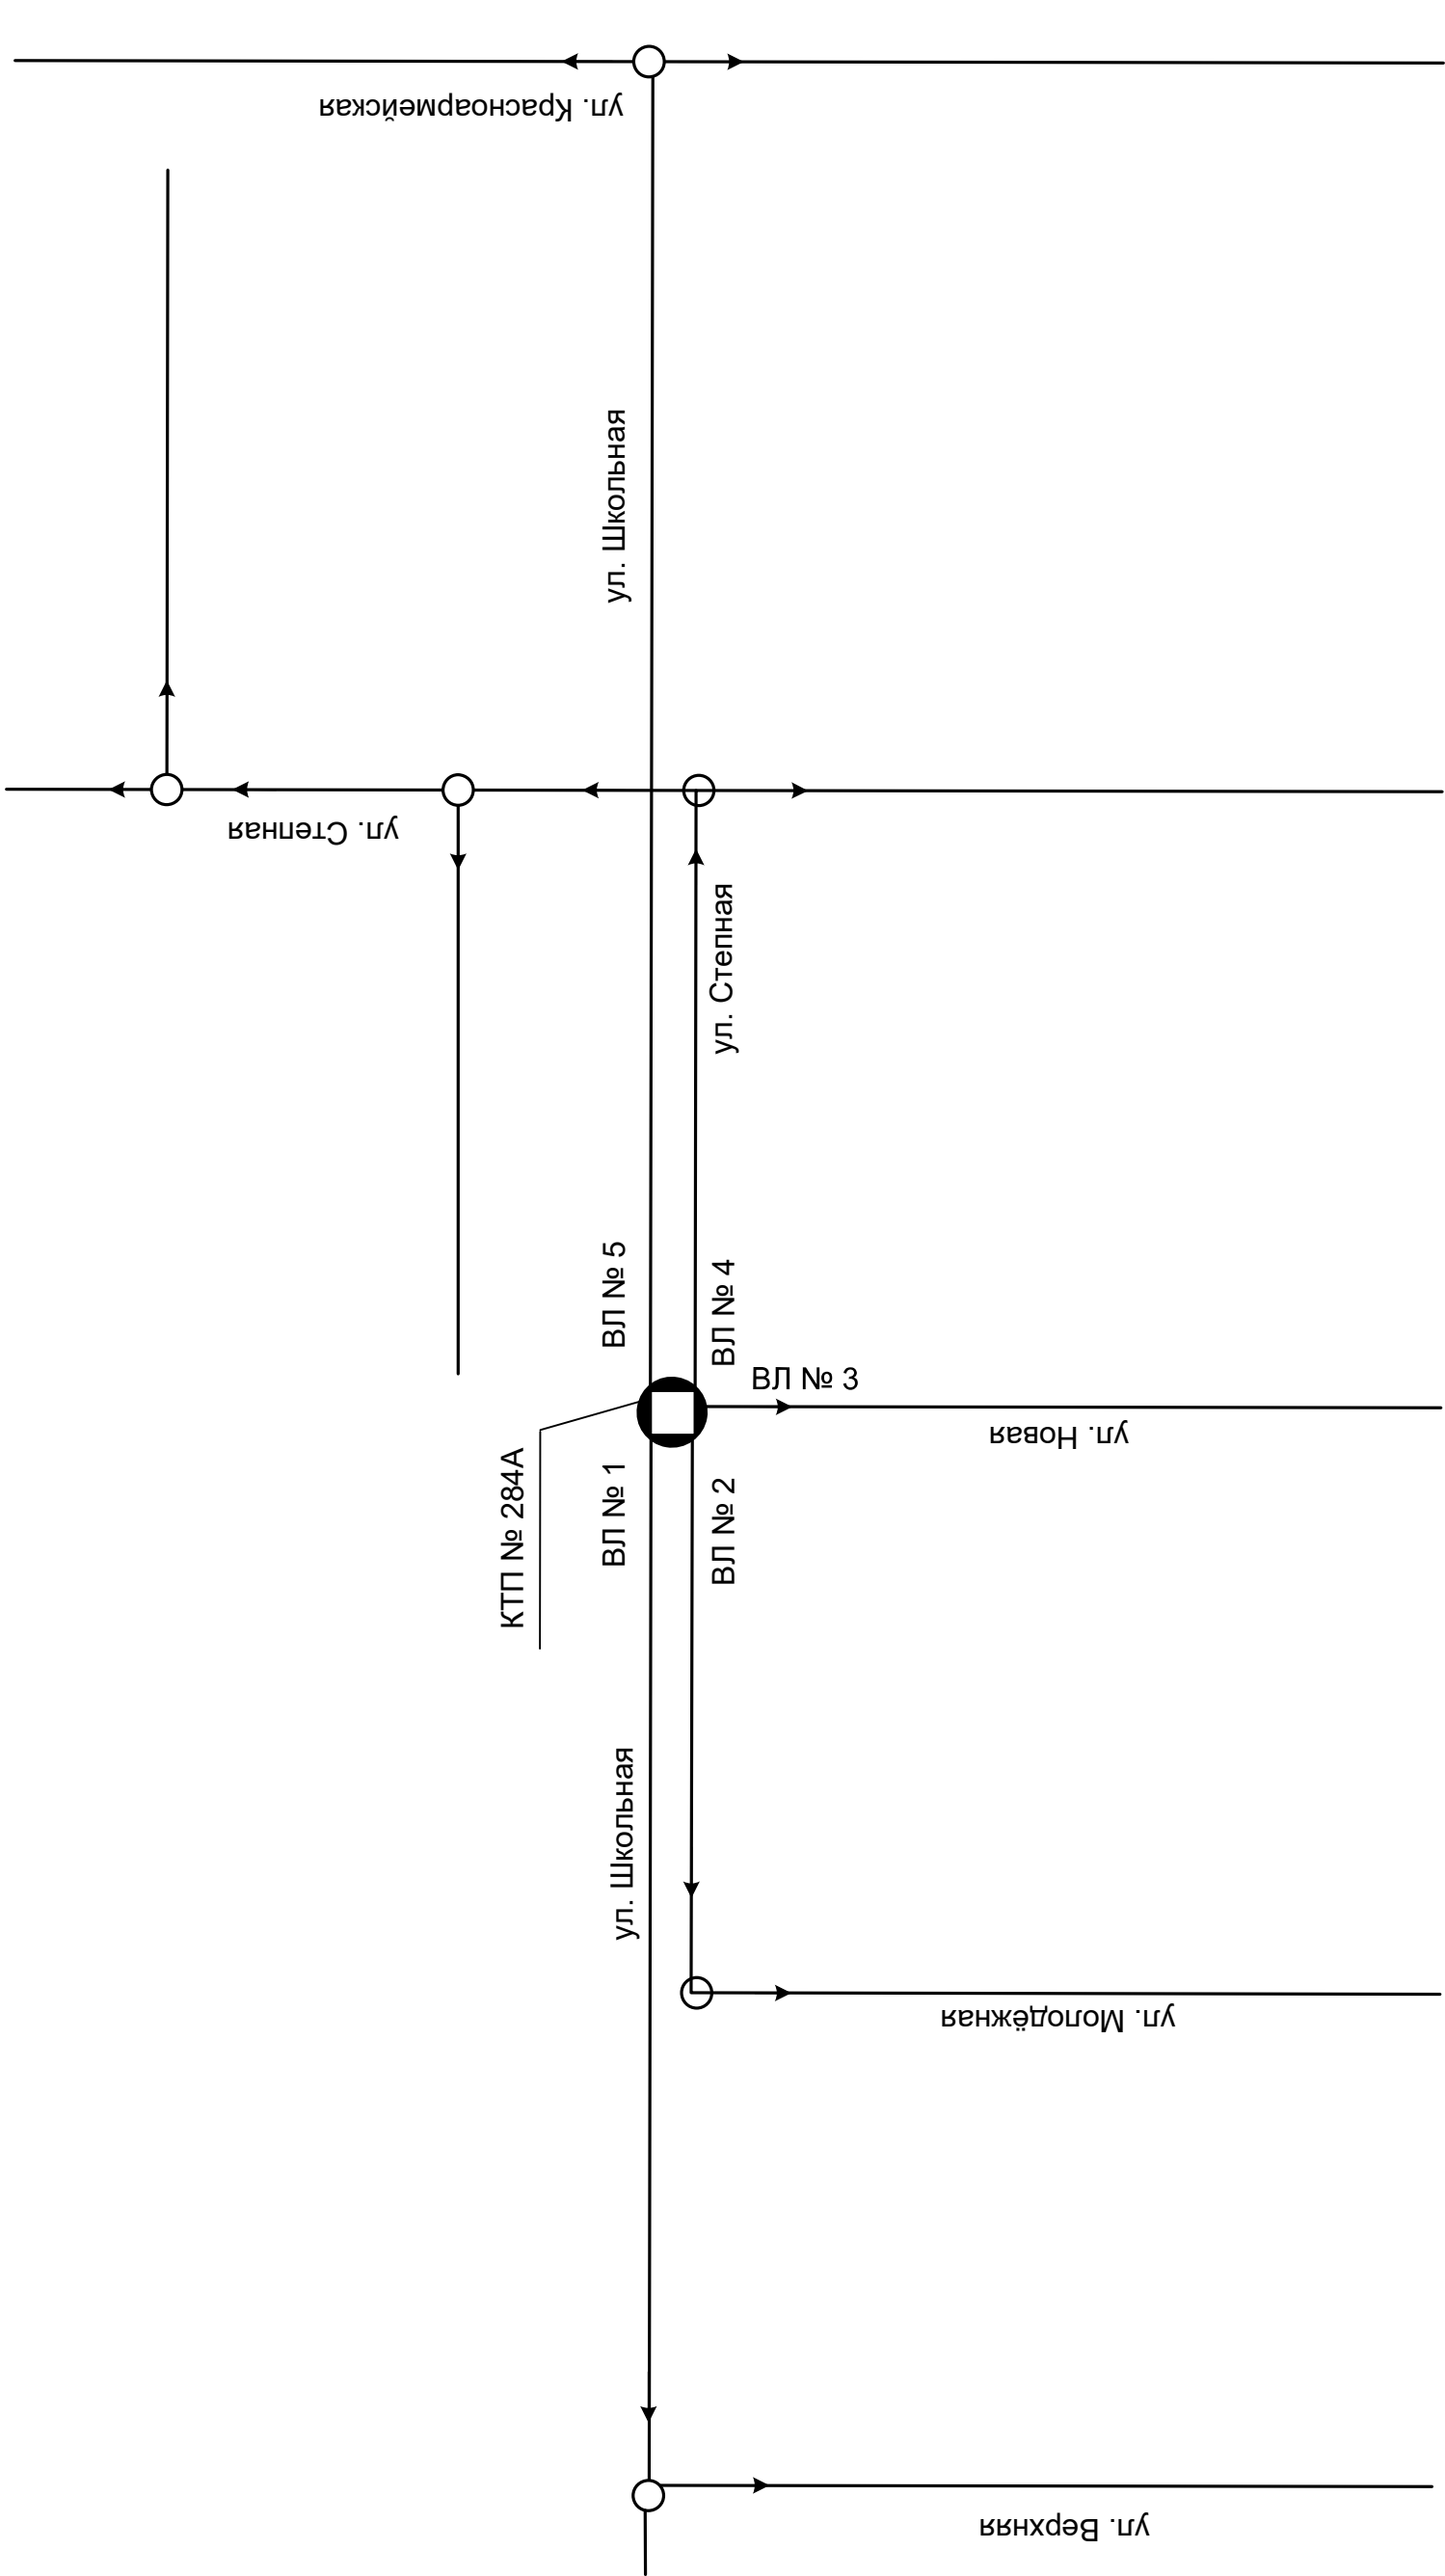 ул. Красноармейская
ул. Школьная
ул. Степная
ул. Степная
ВЛ № 5
ВЛ № 4
ВЛ № 3
ул. Новая
КТП № 284А
ВЛ № 1
ВЛ № 2
ул. Школьная
ул. Молодёжная
ул. Верхняя